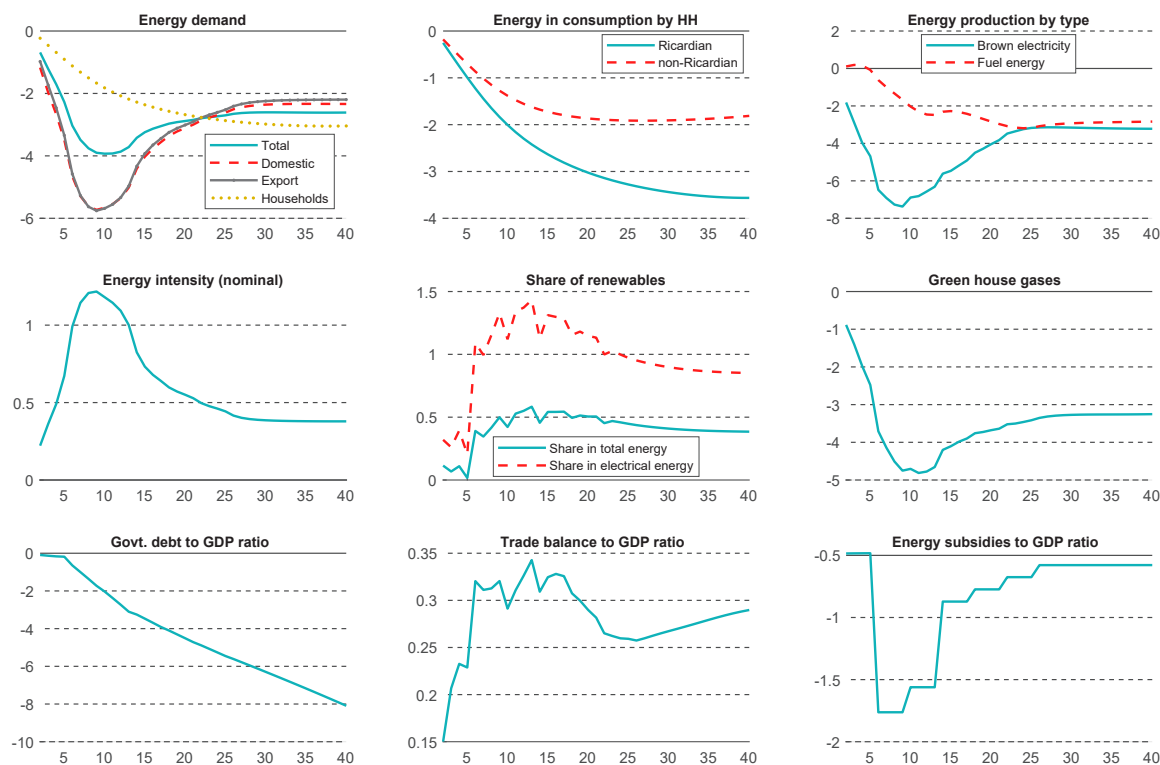 Energy demand
0
-2
-4
-6
Total
Domestic
Export
Households
5 10 15 20 25 30 35 40
Energy in consumption by HH
0
-1
-2
-3
-4
Ricardian
non-Ricardian
5 10 15 20 25 30 35 40
Energy production by type
2
0
-2
-4
-6
-8
Brown electricity
Fuel energy
5 10 15 20 25 30 35 40
Energy intensity (nominal)
1
0.5
0
5 10 15 20 25 30 35 40
Share of renewables
1.5
1
0.5
0
Share in total energy
Share in electrical energy
5 10 15 20 25 30 35 40
Green house gases
0
-1
-2
-3
-4
-5
5 10 15 20 25 30 35 40
Govt. debt to GDP ratio
0
-2
-4
-6
-8
-10
5 10 15 20 25 30 35 40
Trade balance to GDP ratio
0.35
0.3
0.25
0.2
0.15
5 10 15 20 25 30 35 40
Energy subsidies to GDP ratio
-0.5
-1
-1.5
-2
5 10 15 20 25 30 35 40